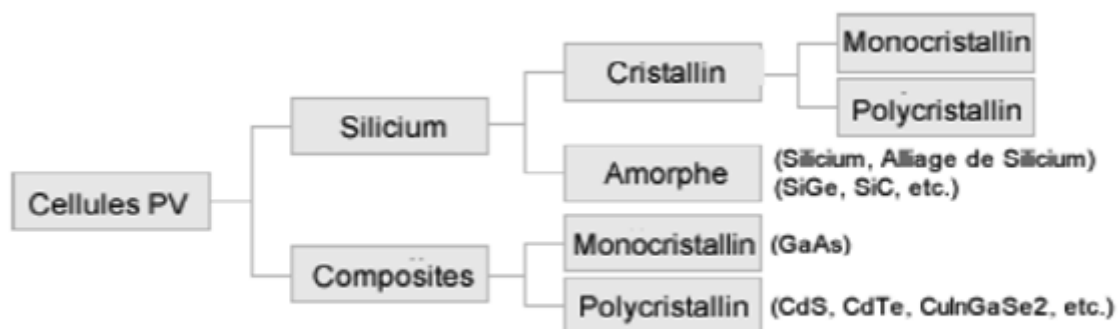 Monocristallin
Cristallin
Polycristallin
Silicium
Amorphe
(Silicium, Alliage de Silicium)
(SiGe, SiC, etc.)
Cellules PV
Monocristallin (GaAs)
Composites
Polycristallin (CdS, CdTe, CuInGaSe2, etc.)